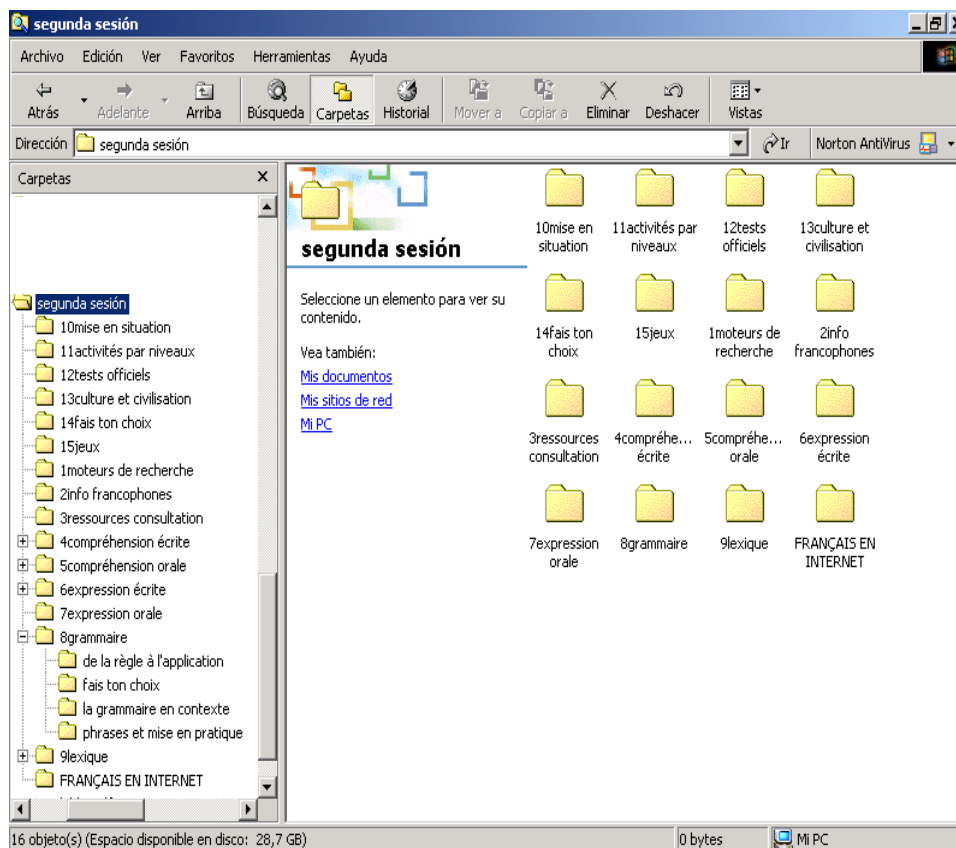 segunda sesión
Archivo Edición Ver Favoritos Herramientas Ayuda
Atrás Adelante Arriba Búsqueda Carpetas Historial Mover a Copiar a Eliminar Deshacer Vistas
Dirección segunda sesión Ir Norton AntiVirus
Carpetas
segunda sesión
10mise en situation
11activités par niveaux
12tests officiels
13culture et civilisation
14fais ton choix
15jeux
1moteurs de recherche
2info francophones
3ressources consultation
4compréhension écrite
5compréhension orale
6expression écrite
7expression orale
8grammaire
de la règle à l'application
fais ton choix
la grammaire en contexte
phrases et mise en pratique
9lexique
FRANÇAIS EN INTERNET
segunda sesión
Seleccione un elemento para ver su
contenido.
Vea también:
Mis documentos
Mis sitios de red
Mi PC
10mise en situation
11activités par niveaux
12tests officiels
13culture et civilisation
14fais ton choix
15jeux
1moteurs de recherche
2info francophones
3ressources consultation
4compréhe... écrite
5compréhe... orale
6expression écrite
7expression orale
8grammaire
9lexique
FRANÇAIS EN INTERNET
16 objeto(s) (Espacio disponible en disco: 28,7 GB) 0 bytes Mi PC